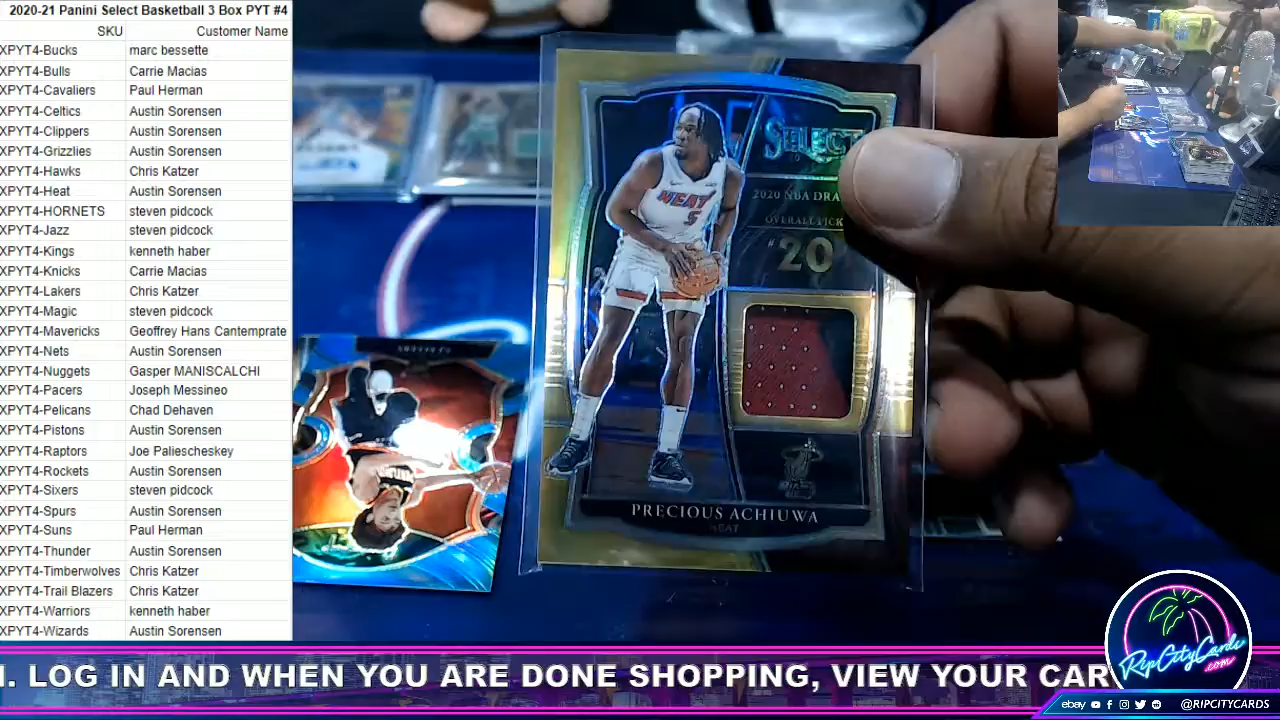 2020-21 Panini Select Basketball 3 Box PYT #4
SKU Customer Name
XPYT4-Bucks marc bessette
XPYT4-Bulls Carrie Macias
XPYT4-Cavaliers Paul Herman
XPYT4-Celtics Austin Sorensen
XPYT4-Clippers Austin Sorensen
XPYT4-Grizzlies Austin Sorensen
XPYT4-Hawks Chris Katzer
XPYT4-Heat Austin Sorensen
XPYT4-HORNETS steven pidcock
XPYT4-Jazz steven pidcock
XPYT4-Kings kenneth haber
XPYT4-Knicks Carrie Macias
XPYT4-Lakers Chris Katzer
XPYT4-Magic steven pidcock
XPYT4-Mavericks Geoffrey Hans Cantemprate
XPYT4-Nets Austin Sorensen
XPYT4-Nuggets Gasper MANISCALCHI
XPYT4-Pacers Joseph Messineo
XPYT4-Pelicans Chad Dehaven
XPYT4-Pistons Austin Sorensen
XPYT4-Raptors Joe Paliescheskey
XPYT4-Rockets Austin Sorensen
XPYT4-Sixers steven pidcock
XPYT4-Spurs Austin Sorensen
XPYT4-Suns Paul Herman
XPYT4-Thunder Austin Sorensen
XPYT4-Timberwolves Chris Katzer
XPYT4-Trail Blazers Chris Katzer
XPYT4-Warriors kenneth haber
XPYT4-Wizards Austin Sorensen
SELECT
2020 NBA DRA
OVERALL PICK
#20
HEAT
5
MIAMI
PRECIOUS ACHIUWA
HEAT
. LOG IN AND WHEN YOU ARE DONE SHOPPING, VIEW YOUR CAR
RipCityCards
.com
ebay @RIPCITYCARDS